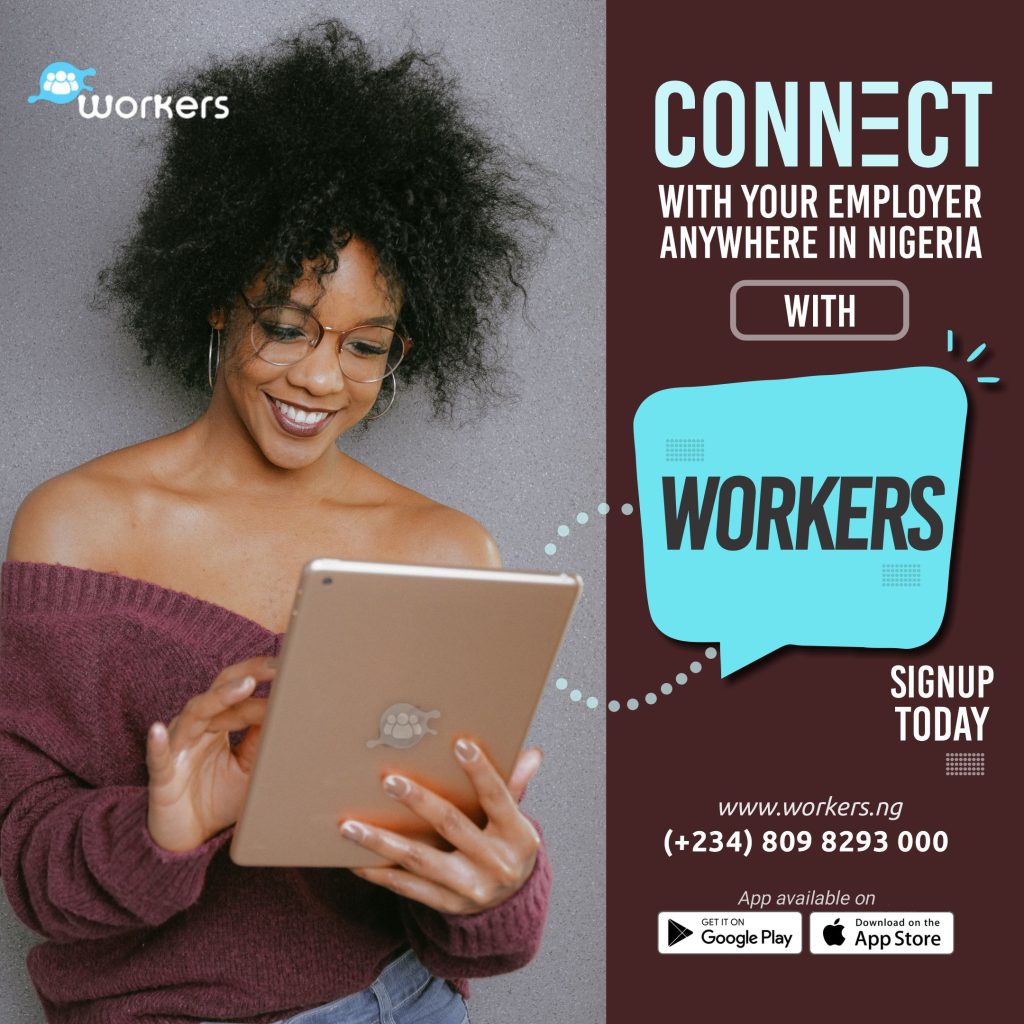 workers
CONNECT
WITH YOUR EMPLOYER
ANYWHERE IN NIGERIA
WITH
WORKERS
SIGNUP
TODAY
www.workers.ng
(+234) 809 8293 000
App available on
GET IT ON
Google Play
Download on the
App Store